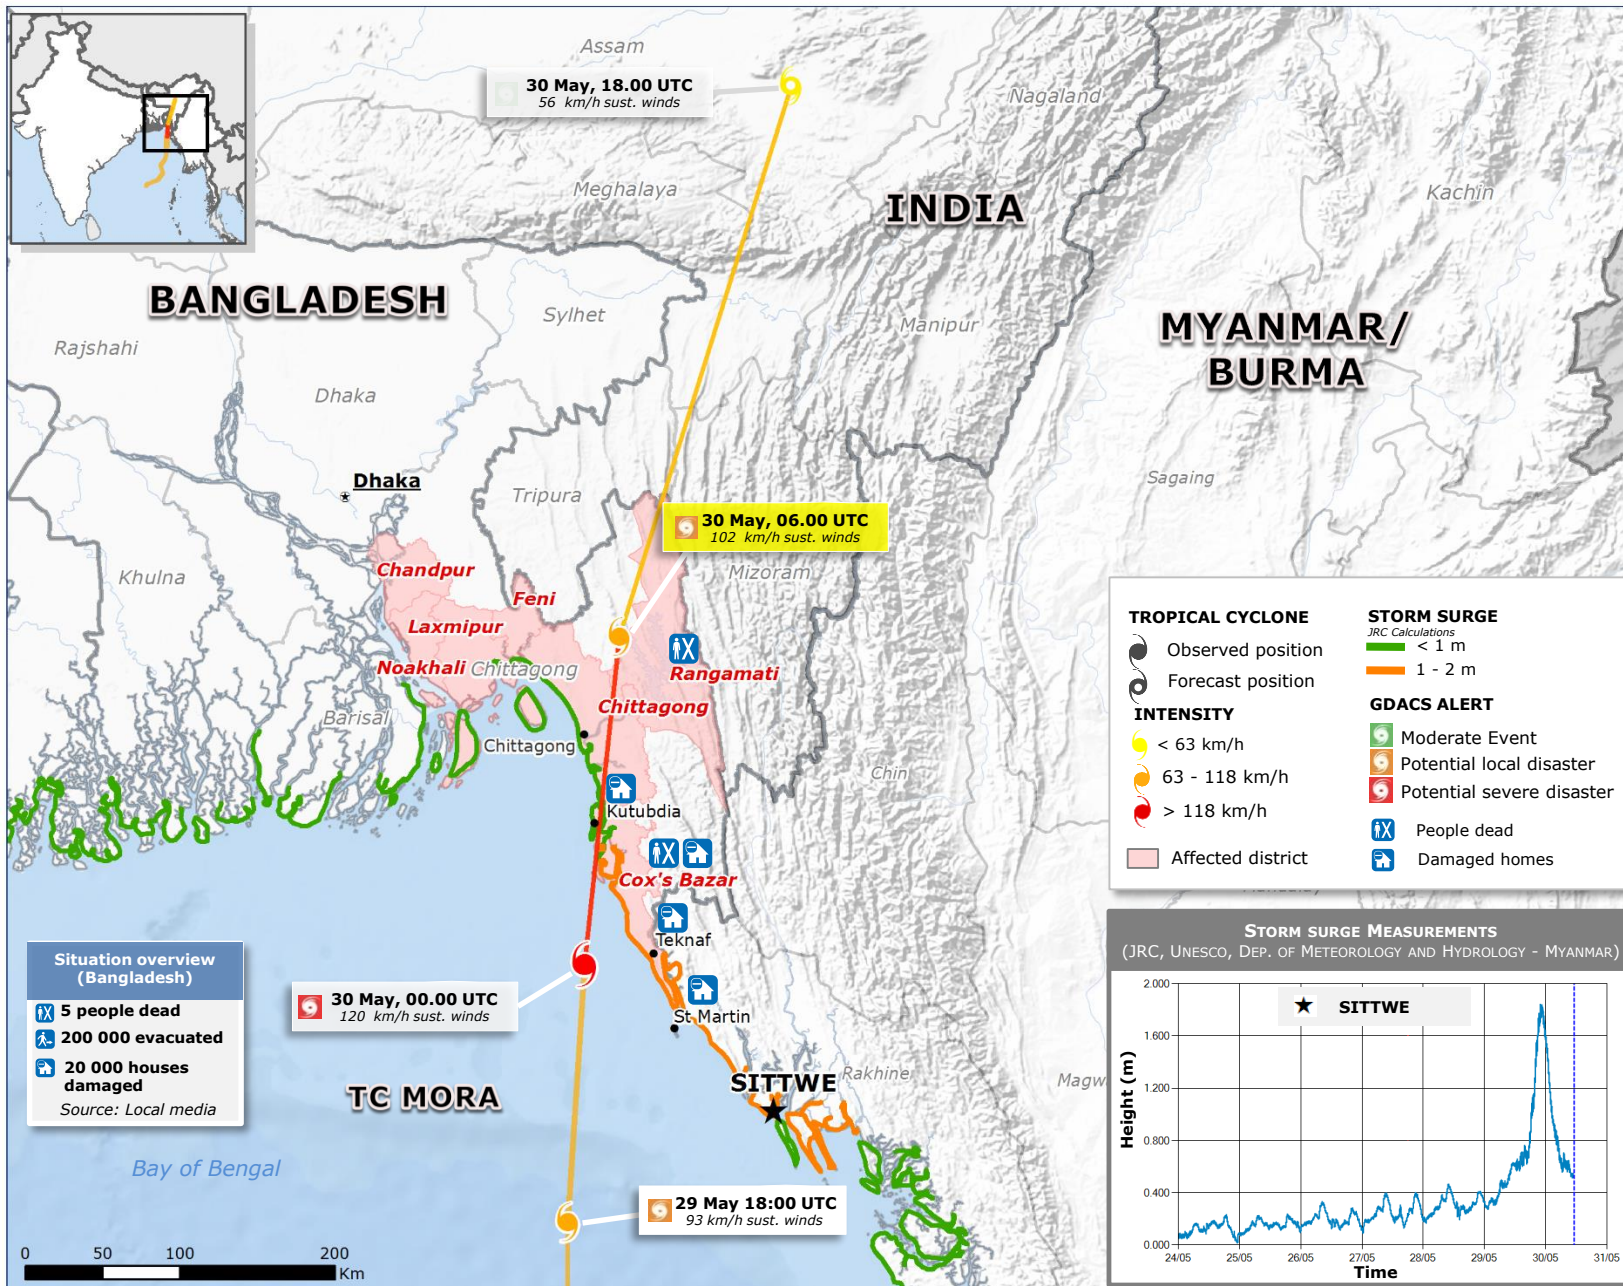 Assam
30 May, 18.00 UTC
56 km/h sust. winds
Nagaland
Meghalaya
Kachin
INDIA
BANGLADESH
Sylhet
Manipur
MYANMAR/
BURMA
Rajshahi
Dhaka
Dhaka
Sagaing
Tripura
30 May, 06.00 UTC
102 km/h sust. winds
Mizoram
Khulna
Chandpur
Feni
Laxmipur
Noakhali
Chittagong
Rangamati
Chittagong
Barisal
Chittagong
Chin
Kutubdia
Cox's Bazar
Teknaf
St Martin
TROPICAL CYCLONE
Observed position
Forecast position
INTENSITY
< 63 km/h
63 - 118 km/h
> 118 km/h
Affected district
STORM SURGE
JRC Calculations
< 1 m
1 - 2 m
GDACS ALERT
Moderate Event
Potential local disaster
Potential severe disaster
People dead
Damaged homes
Situation overview
(Bangladesh)
5 people dead
200 000 evacuated
20 000 houses
damaged
Source: Local media
30 May, 00.00 UTC
120 km/h sust. winds
TC MORA
SITTWE
Rakhine
Magw
Bay of Bengal
29 May 18:00 UTC
93 km/h sust. winds
0 50 100 200
Km
STORM SURGE MEASUREMENTS
(JRC, UNESCO, DEP. OF METEOROLOGY AND HYDROLOGY - MYANMAR)
SITTWE
Height (m)
2.000
1.600
1.200
0.800
0.400
0.000
24/05 25/05 26/05 27/05 28/05 29/05 30/05 31/05
Time